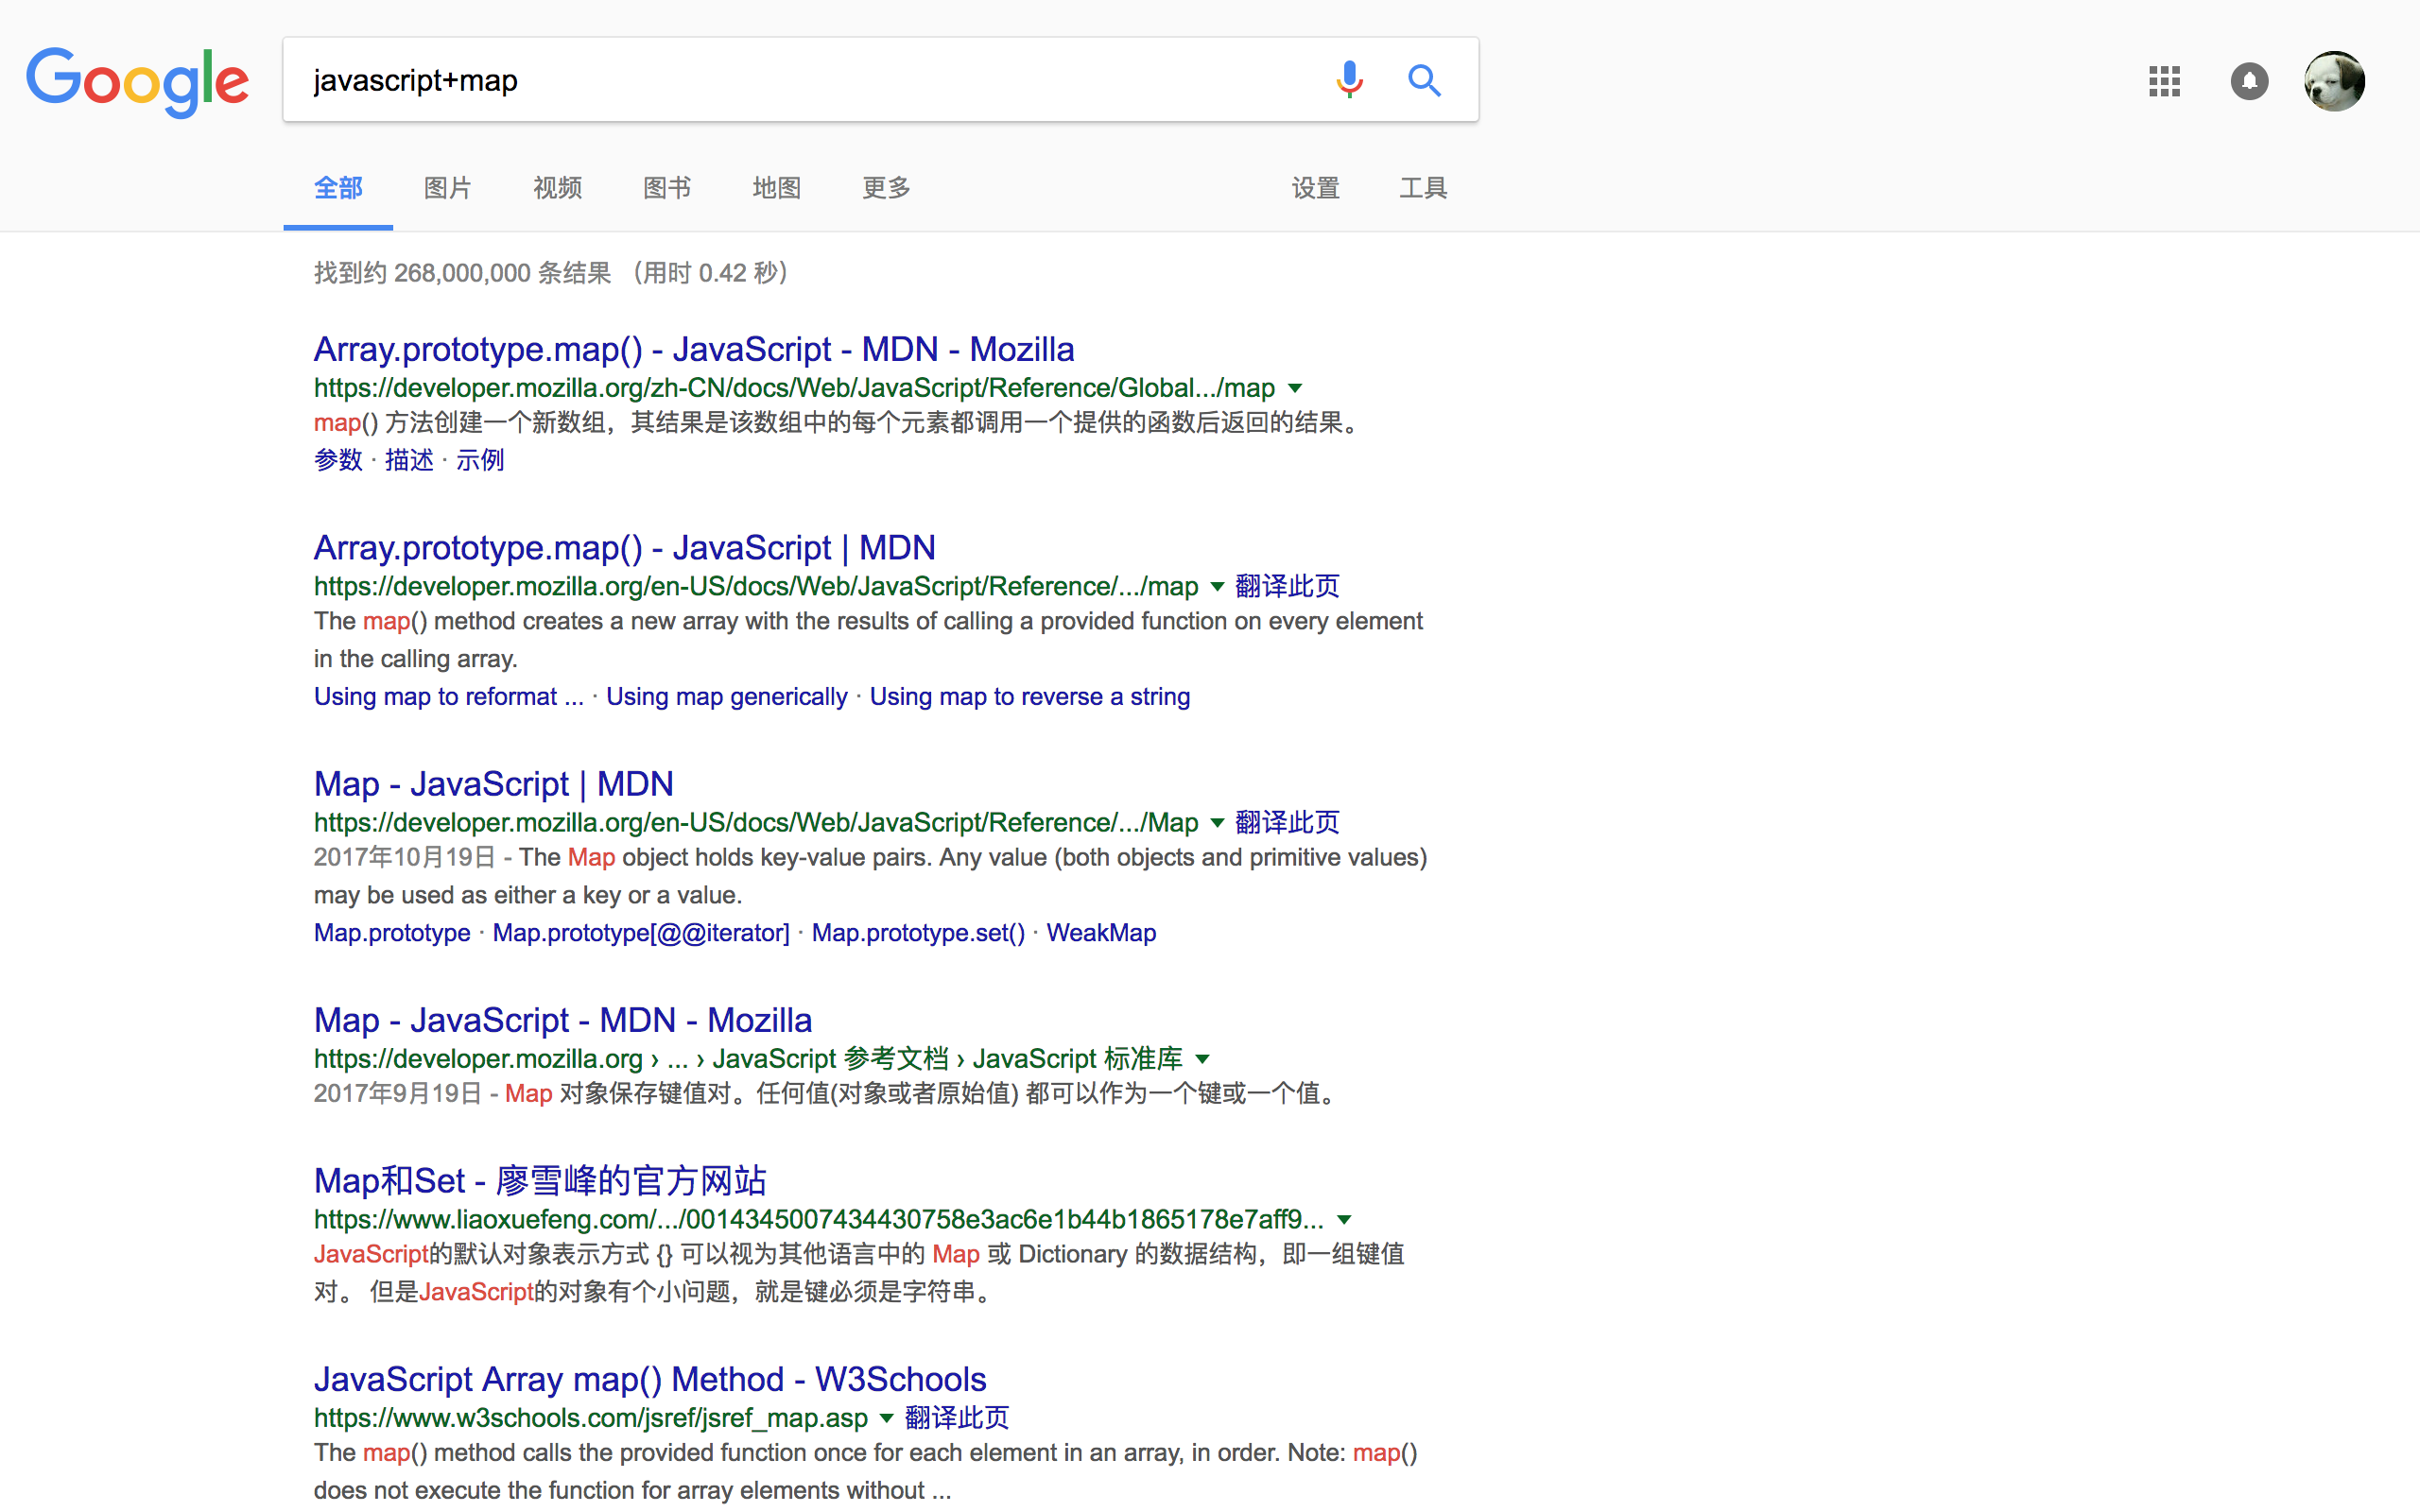 Google
javascript+map
全部 图片 视频 图书 地图 更多 设置 工具
找到约 268,000,000 条结果 （用时 0.42 秒）
Array.prototype.map() - JavaScript - MDN - Mozilla
https://developer.mozilla.org/zh-CN/docs/Web/JavaScript/Reference/Global.../map
map() 方法创建一个新数组，其结果是该数组中的每个元素都调用一个提供的函数后返回的结果。
参数 · 描述 · 示例
Array.prototype.map() - JavaScript | MDN
https://developer.mozilla.org/en-US/docs/Web/JavaScript/Reference/.../map 翻译此页
The map() method creates a new array with the results of calling a provided function on every element
in the calling array.
Using map to reformat ... · Using map generically · Using map to reverse a string
Map - JavaScript | MDN
https://developer.mozilla.org/en-US/docs/Web/JavaScript/Reference/.../Map 翻译此页
2017年10月19日 - The Map object holds key-value pairs. Any value (both objects and primitive values)
may be used as either a key or a value.
Map.prototype · Map.prototype[@@iterator] · Map.prototype.set() · WeakMap
Map - JavaScript - MDN - Mozilla
https://developer.mozilla.org › ... › JavaScript 参考文档 › JavaScript 标准库
2017年9月19日 - Map 对象保存键值对。任何值(对象或者原始值) 都可以作为一个键或一个值。
Map和Set - 廖雪峰的官方网站
https://www.liaoxuefeng.com/.../0014345007434430758e3ac6e1b44b1865178e7aff9...
JavaScript的默认对象表示方式 {} 可以视为其他语言中的 Map 或 Dictionary 的数据结构，即一组键值
对。 但是JavaScript的对象有个小问题，就是键必须是字符串。
JavaScript Array map() Method - W3Schools
https://www.w3schools.com/jsref/jsref_map.asp 翻译此页
The map() method calls the provided function once for each element in an array, in order. Note: map()
does not execute the function for array elements without ...